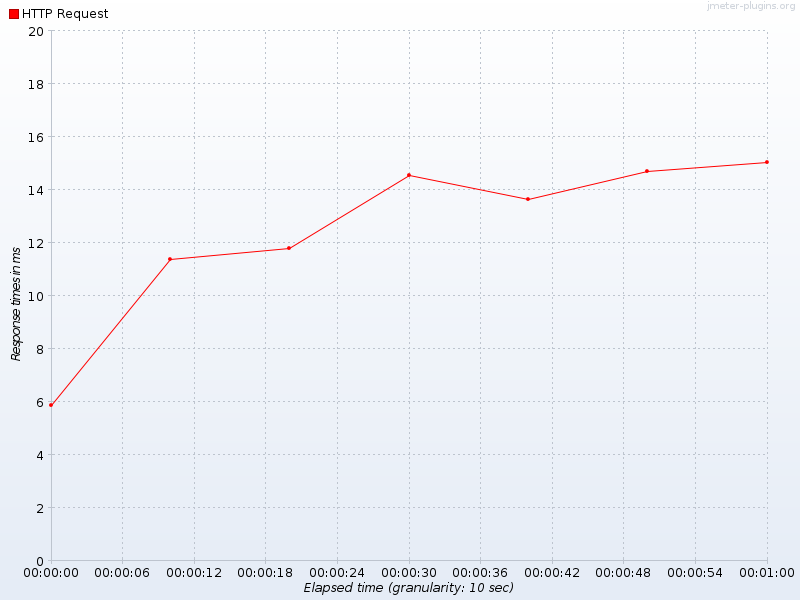 jmeter-plugins.org
HTTP Request
20
18
16
14
12
10
8
6
4
2
0
Response times in ms
00:00:00 00:00:06 00:00:12 00:00:18 00:00:24 00:00:30 00:00:36 00:00:42 00:00:48 00:00:54 00:01:00
Elapsed time (granularity: 10 sec)